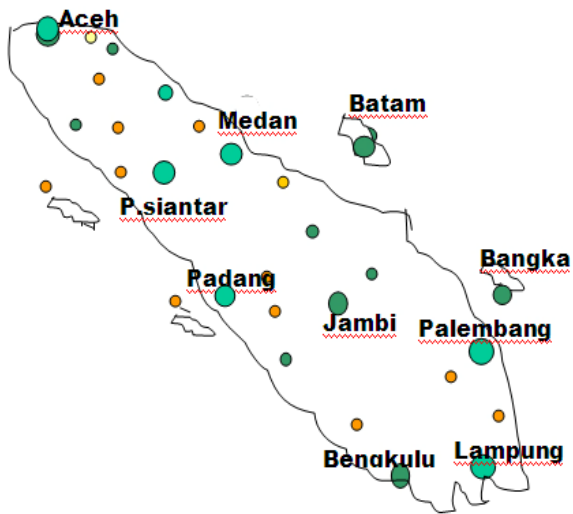 Aceh
Batam
Medan
P.siantar
Bangka
Padang
Jambi
Palembang
Bengkulu
Lampung